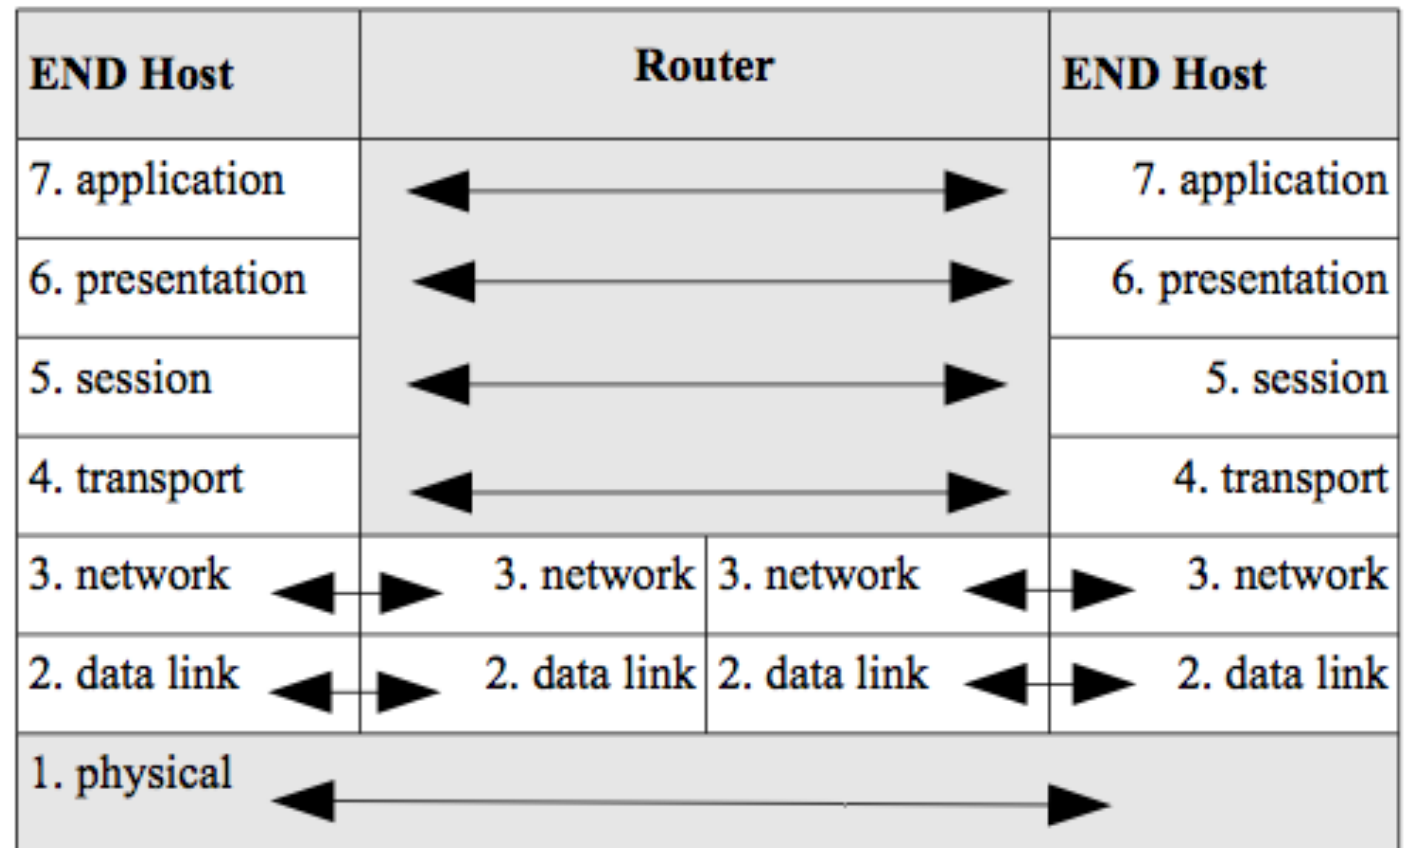 END Host Router END Host
7. application 7. application
6. presentation 6. presentation
5. session 5. session
4. transport 4. transport
3. network 3. network 3. network 3. network
2. data link 2. data link 2. data link 2. data link
1. physical